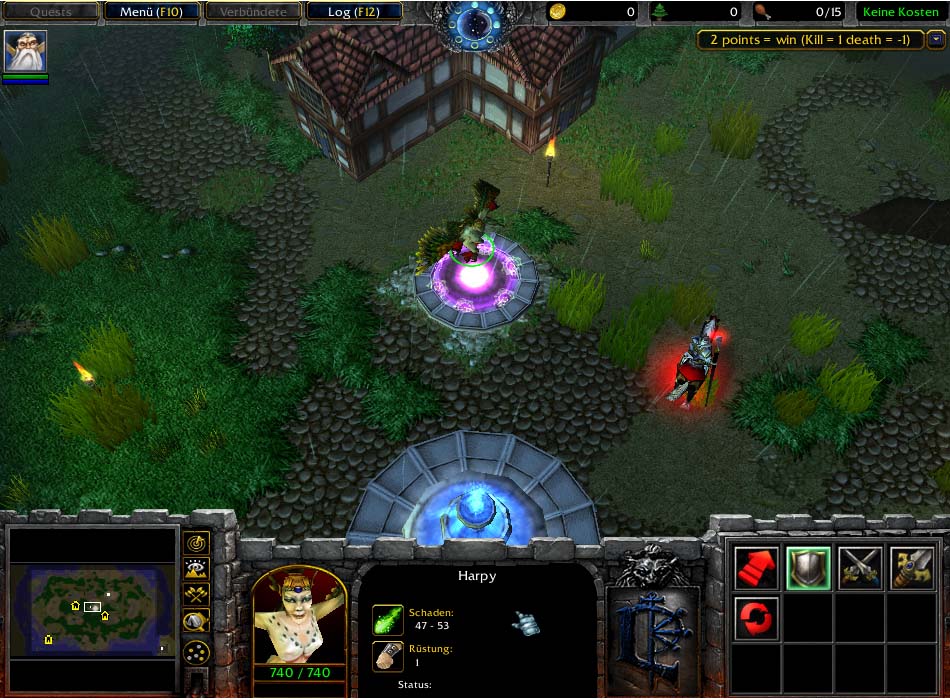 Quests
Menü (F10)
Verbündete
Log (F12)
0
0
0/15
Keine Kosten
2 points = win (Kill = 1 death = -1)
Harpy
Schaden:
47 - 53
Rüstung:
1
Status:
740 / 740